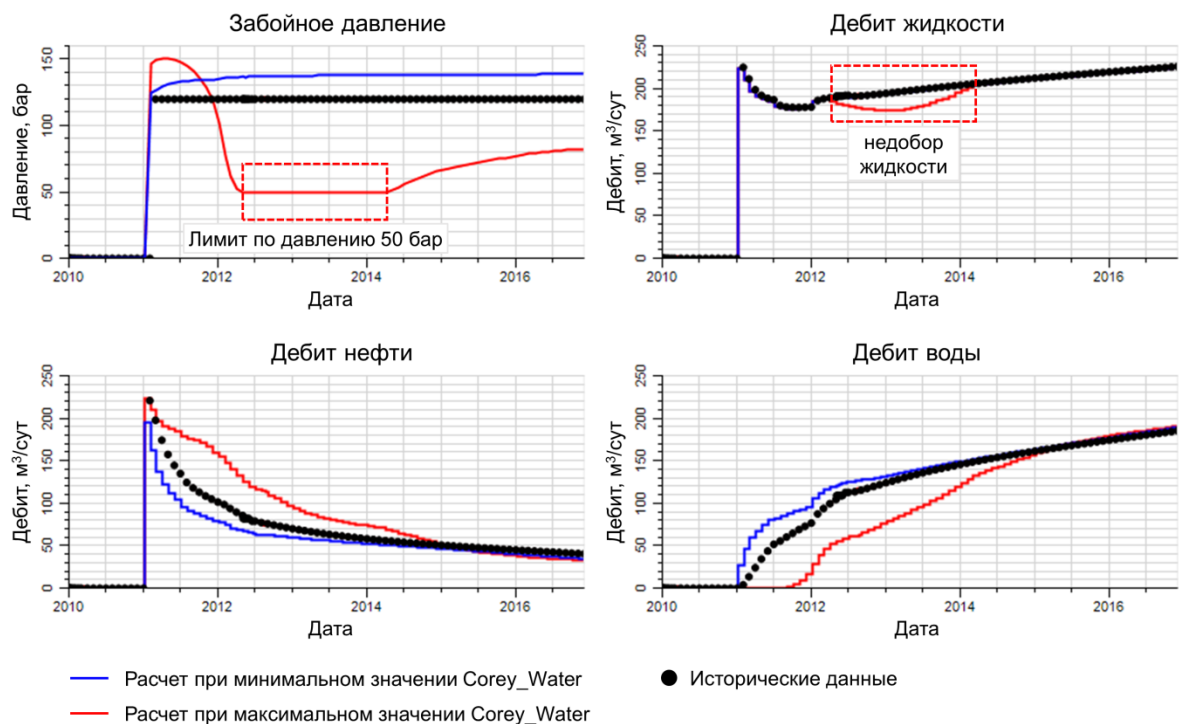 Забойное давление
Давление, бар
150
100
50
0
Лимит по давлению 50 бар
2010 2012 2014 2016
Дата
Дебит жидкости
Дебит, м³/сут
250
200
150
100
50
0
недобор
жидкости
2010 2012 2014 2016
Дата
Дебит нефти
Дебит, м³/сут
250
200
150
100
50
0
2010 2012 2014 2016
Дата
Дебит воды
Дебит, м³/сут
250
200
150
100
50
0
2010 2012 2014 2016
Дата
Расчет при минимальном значении Corey_Water
Исторические данные
Расчет при максимальном значении Corey_Water